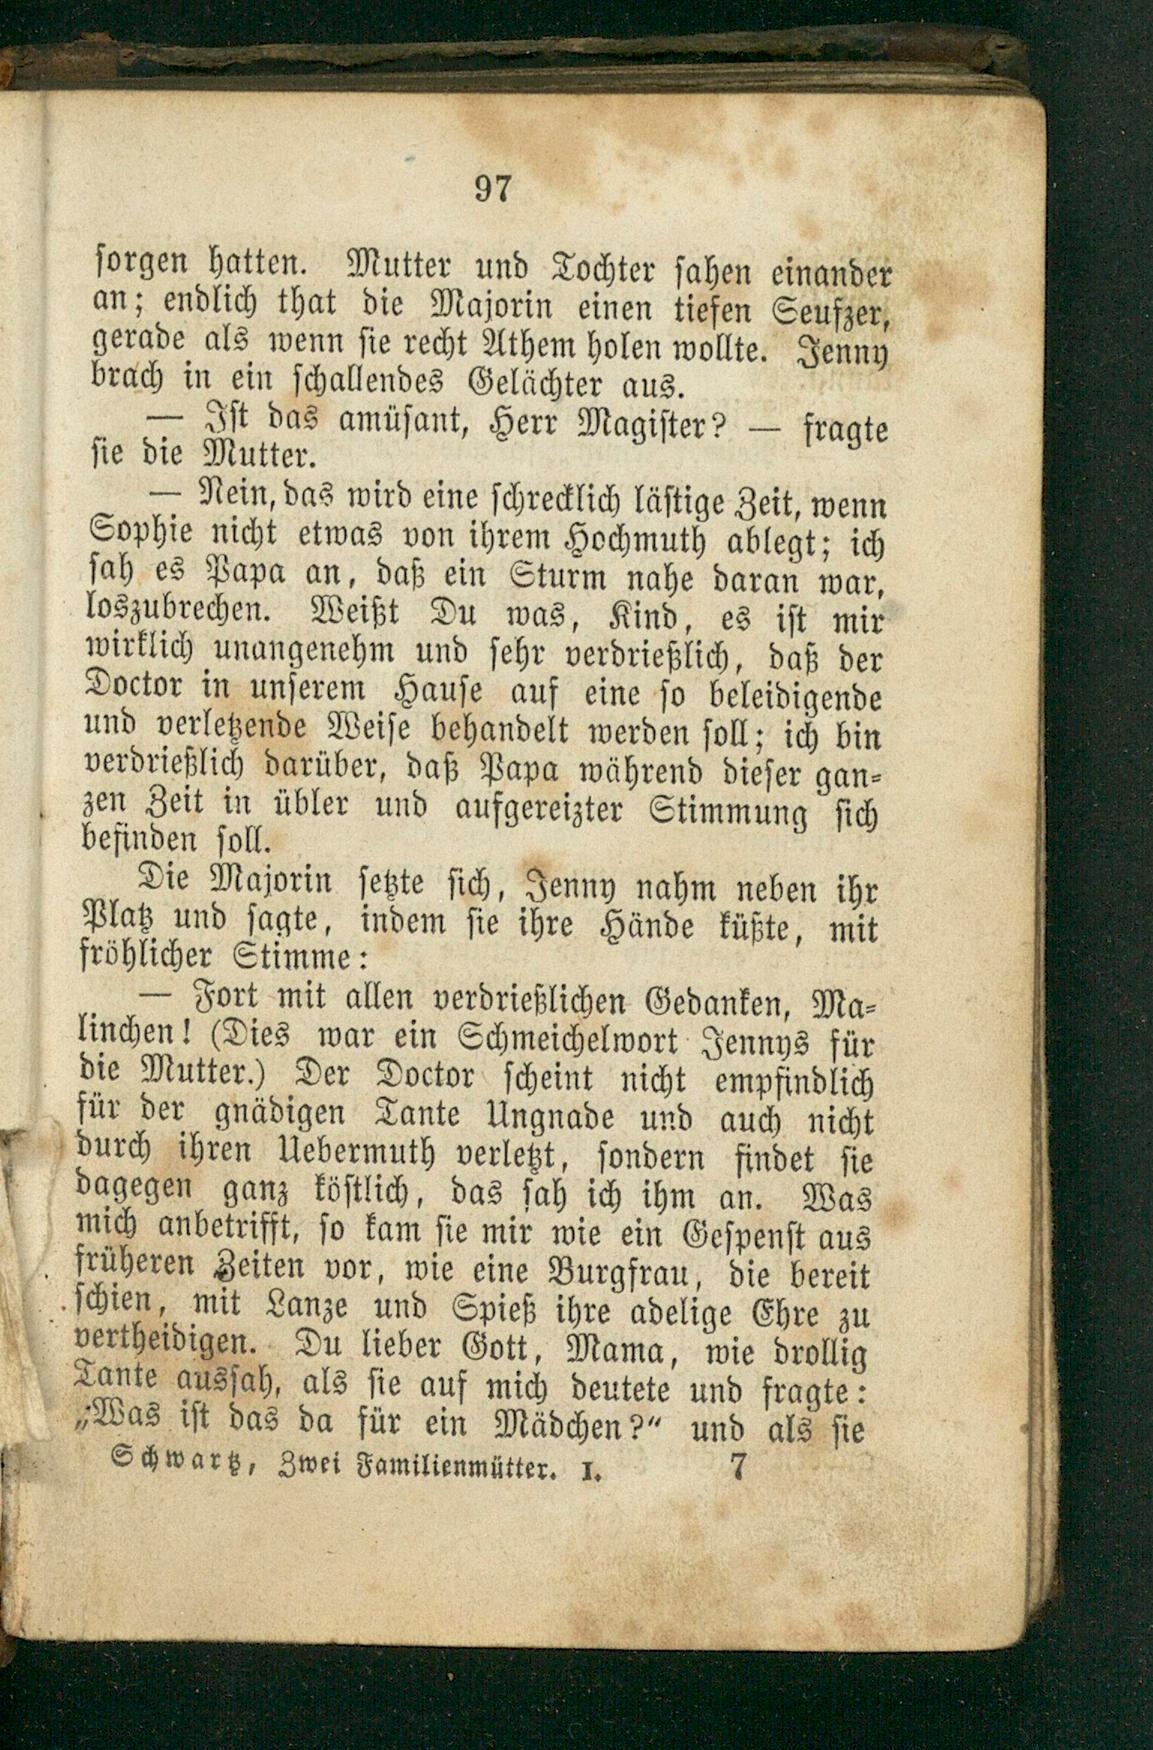 97
sorgen hatten. Mutter und Tochter sahen einander
an; endlich that die Majorin einen tiefen Seufzer,
gerade als wenn sie recht Athem holen wollte. Jenny
brach in ein schallendes Gelächter aus.
— Ist das amüsant, Herr Magister? — fragte
sie die Mutter.
— Nein, das wird eine schrecklich lästige Zeit, wenn
Sophie nicht etwas von ihrem Hochmuth ablegt; ich
sah es Papa an, daß ein Sturm nahe daran war,
loszubrechen. Weißt Du was, Kind, es ist mir
wirklich unangenehm und sehr verdrießlich, daß der
Doctor in unserem Hause auf eine so beleidigende
und verletzende Weise behandelt werden soll; ich bin
verdrießlich darüber, daß Papa während dieser gan-
zen Zeit in übler und aufgereizter Stimmung sich
befinden soll.
Die Majorin setzte sich, Jenny nahm neben ihr
Platz und sagte, indem sie ihre Hände küßte, mit
fröhlicher Stimme:
— Fort mit allen verdrießlichen Gedanken, Ma-
linchen! (Dies war ein Schmeichelwort Jennys für
die Mutter.) Der Doctor scheint nicht empfindlich
für der gnädigen Tante Ungnade und auch nicht
durch ihren Uebermuth verletzt, sondern findet sie
dagegen ganz köstlich, das sah ich ihm an. Was
mich anbetrifft, so kam sie mir wie ein Gespenst aus
früheren Zeiten vor, wie eine Burgfrau, die bereit
schien, mit Lanze und Spieß ihre adelige Ehre zu
vertheidigen. Du lieber Gott, Mama, wie drollig
Tante aussah, als sie auf mich deutete und fragte:
„Was ist das da für ein Mädchen?“ und als sie
Schwartz, Zwei Familienmütter. I. 7